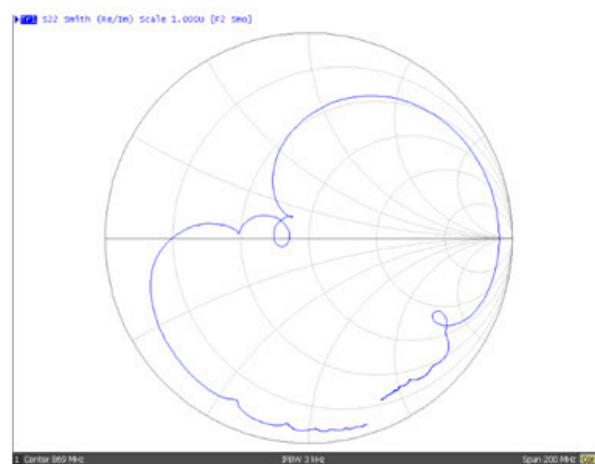 Tr1 S22 Smith (Re/Im) Scale 1.000U [F2 Smo]
1 Center 869 MHz IFBW 3 kHz Span 200 MHz